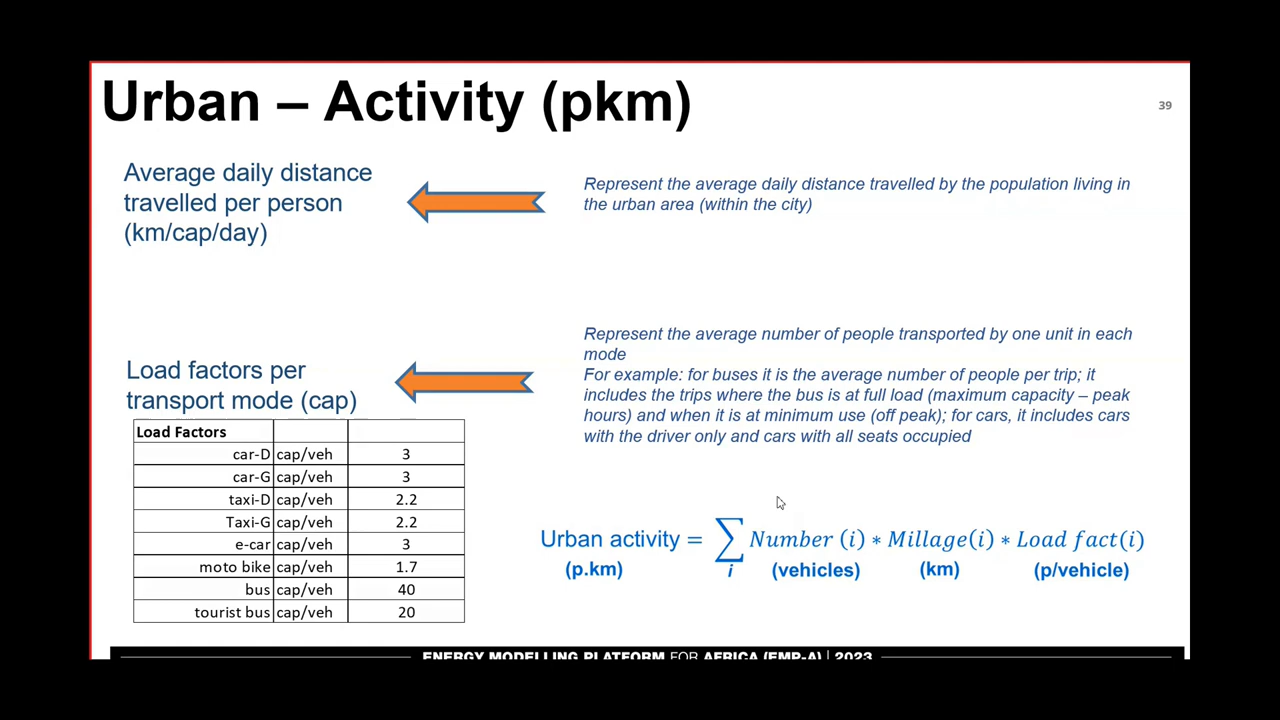 Urban – Activity (pkm)
39
Average daily distance
travelled per person
(km/cap/day)
Represent the average daily distance travelled by the population living in
the urban area (within the city)
Load factors per
transport mode (cap)
Represent the average number of people transported by one unit in each
mode
For example: for buses it is the average number of people per trip; it
includes the trips where the bus is at full load (maximum capacity – peak
hours) and when it is at minimum use (off peak); for cars, it includes cars
with the driver only and cars with all seats occupied
Load Factors
car-D cap/veh 3
car-G cap/veh 3
taxi-D cap/veh 2.2
Taxi-G cap/veh 2.2
e-car cap/veh 3
moto bike cap/veh 1.7
bus cap/veh 40
tourist bus cap/veh 20
Urban activity = ∑ Number (i) * Millage(i) * Load fact(i)
(p.km) i (vehicles) (km) (p/vehicle)
ENERGY MODELLING PLATFORM FOR AFRICA (EMP-A) | 2023